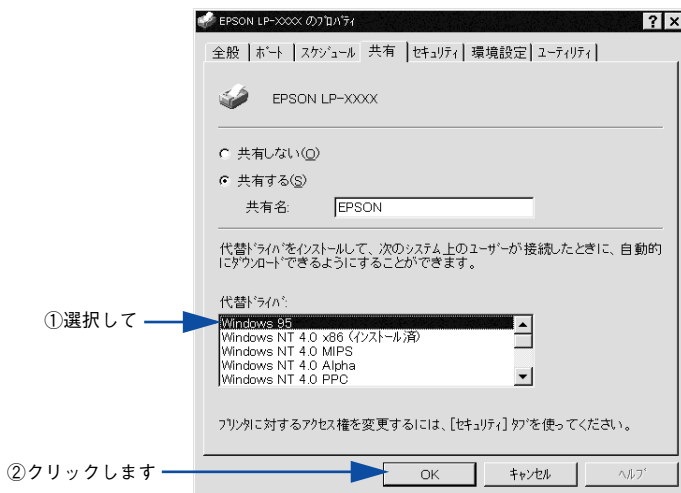 EPSON LP-XXXX のプロパティ
全般 ポート スケジュール 共有 セキュリティ 環境設定 ユーティリティ
EPSON LP-XXXX
共有しない(O)
共有する(S)
共有名: EPSON
代替ドライバをインストールして、次のシステム上のユーザーが接続したときに、自動的
にダウンロードできるようにすることができます。
代替ドライバ:
①選択して
Windows 95
Windows NT 4.0 x86 (インストール済)
Windows NT 4.0 MIPS
Windows NT 4.0 Alpha
Windows NT 4.0 PPC
プリンタに対するアクセス権を変更するには、[セキュリティ] タブを使ってください。
②クリックします
OK キャンセル ヘルプ